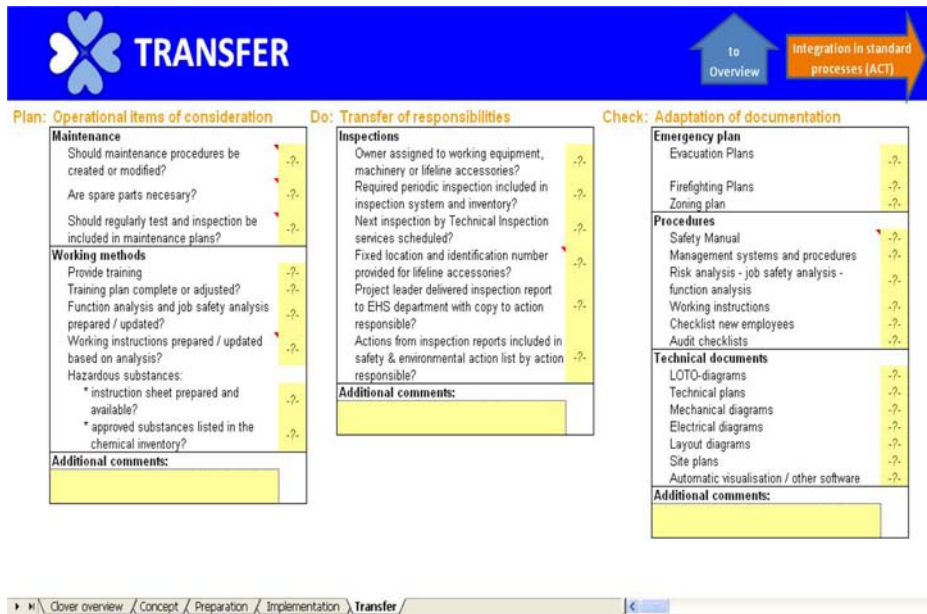 TRANSFER
to
Overview
Integration in standard
processes (ACT)
Plan: Operational items of consideration
Maintenance
Should maintenance procedures be
created or modified? -?-
Are spare parts necesary? -?-
Should regularly test and inspection be
included in maintenance plans? -?-
Working methods
Provide training -?-
Training plan complete or adjusted? -?-
Function analysis and job safety analysis
prepared / updated? -?-
Working instructions prepared / updated
based on analysis? -?-
Hazardous substances:
* instruction sheet prepared and
available? -?-
* approved substances listed in the
chemical inventory? -?-
Additional comments:
Do: Transfer of responsibilities
Inspections
Owner assigned to working equipment,
machinery or lifeline accessories? -?-
Required periodic inspection included in
inspection system and inventory? -?-
Next inspection by Technical Inspection
services scheduled? -?-
Fixed location and identification number
provided for lifeline accessories? -?-
Project leader delivered inspection report
to EHS department with copy to action -?-
responsible?
Actions from inspection reports included in
safety & environmental action list by action -?-
responsible?
Additional comments:
Check: Adaptation of documentation
Emergency plan
Evacuation Plans -?-
Firefighting Plans -?-
Zoning plan -?-
Procedures
Safety Manual -?-
Management systems and procedures -?-
Risk analysis - job safety analysis -
function analysis -?-
Working instructions -?-
Checklist new employees -?-
Audit checklists -?-
Technical documents
LOTO-diagrams -?-
Technical plans -?-
Mechanical diagrams -?-
Electrical diagrams -?-
Layout diagrams -?-
Site plans -?-
Automatic visualisation / other software -?-
Additional comments:
Clover overview / Concept / Preparation / Implementation \ Transfer /